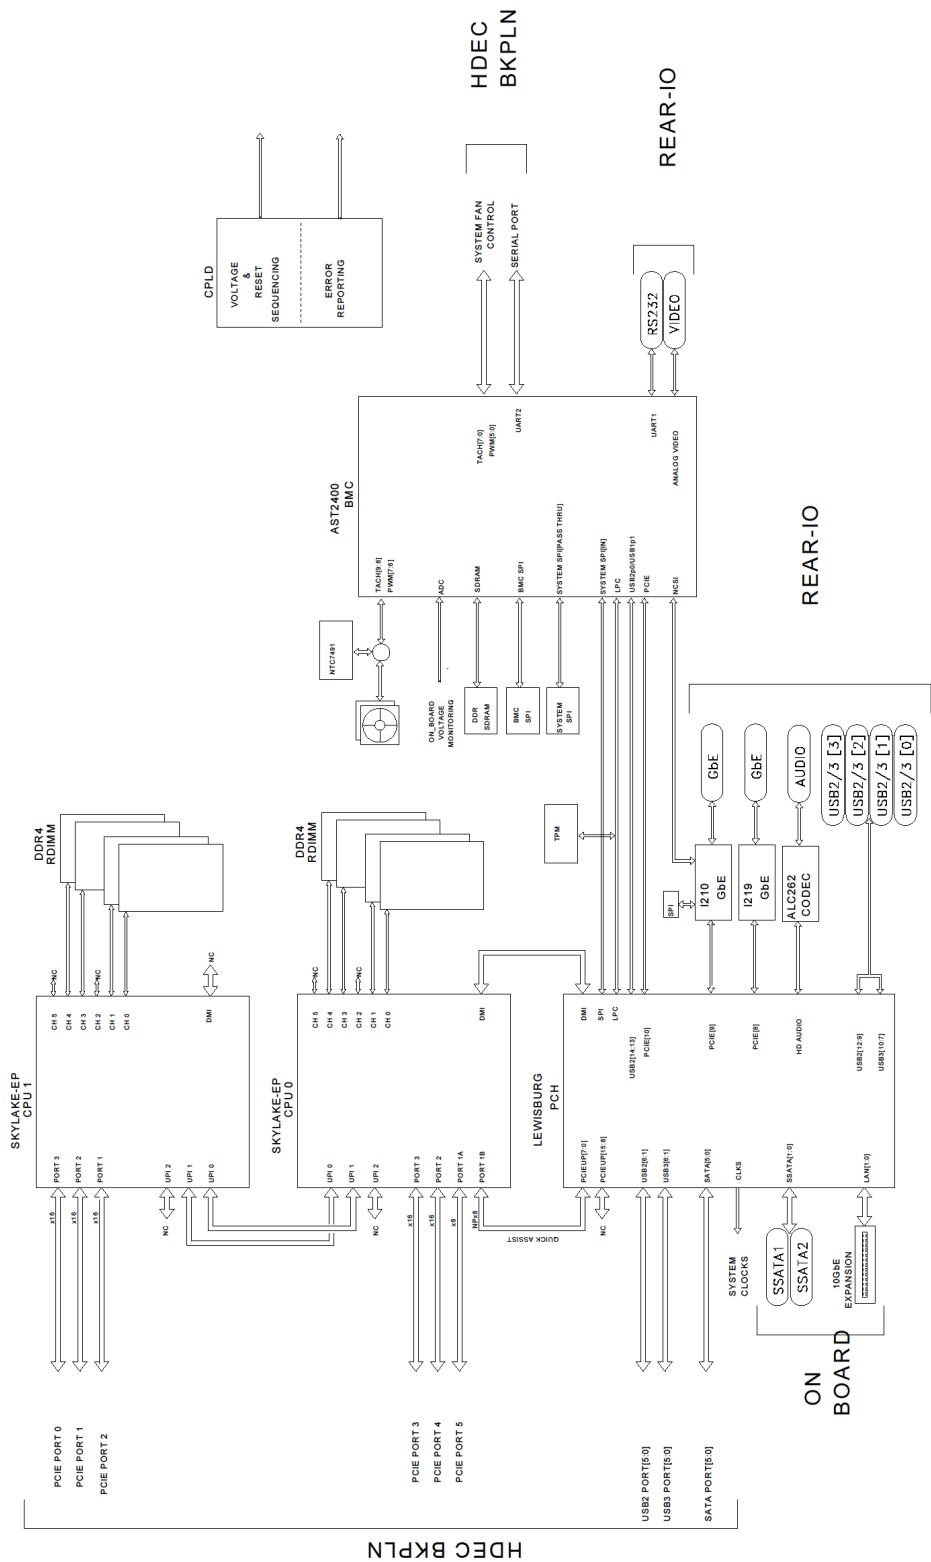 HDEC
BKPLN
REAR-IO
CPLD
VOLTAGE
&
RESET
SEQUENCING
ERROR
REPORTING
SYSTEM FAN
CONTROL
SERIAL PORT
RS232
VIDEO
AST2400
BMC
TACH[7:0]
PWM[5:0]
UART2
UART1
ANALOG VIDEO
TACH[9:8]
PWM[7:6]
ADC
SDRAM
BMC SPI
SYSTEM SPI[PASS THRU]
SYSTEM SPI[IN]
LPC
USB2p0/USB1p1
PCIE
NCSI
NTC7491
ON_BOARD
VOLTAGE
MONITORING
DDR
SDRAM
BMC
SPI
SYSTEM
SPI
TPM
REAR-IO
GbE
GbE
AUDIO
USB2/3 [3]
USB2/3 [2]
USB2/3 [1]
USB2/3 [0]
SPI
I210
GbE
I219
GbE
ALC262
CODEC
DDR4
RDIMM
DDR4
RDIMM
SKYLAKE-EP
CPU 1
NC
NC
NC
CH 5
CH 4
CH 3
CH 2
CH 1
CH 0
DMI
PORT 3
PORT 2
PORT 1
UPI 2
UPI 1
UPI 0
x16
x16
x16
NC
SKYLAKE-EP
CPU 0
NC
NC
CH 5
CH 4
CH 3
CH 2
CH 1
CH 0
DMI
UPI 0
UPI 1
UPI 2
PORT 3
PORT 2
PORT 1A
PORT 1B
NC
x16
x16
x8
NPx8
QUICK ASSIST
LEWISBURG
PCH
DMI
SPI
LPC
USB2[14:13]
PCIE[10]
PCIE[9]
PCIE[8]
HD AUDIO
USB2[12:9]
USB3[10:7]
PCIEUP[7:0]
PCIEUP[15:8]
USB2[6:1]
USB3[6:1]
SATA[5:0]
CLKS
SSATA[1:0]
LAN[1:0]
NC
SYSTEM
CLOCKS
SSATA1
SSATA2
10GbE
EXPANSION
ON
BOARD
PCIE PORT 0
PCIE PORT 1
PCIE PORT 2
PCIE PORT 3
PCIE PORT 4
PCIE PORT 5
USB2 PORT[5:0]
USB3 PORT[5:0]
SATA PORT[5:0]
HDEC BKPLN